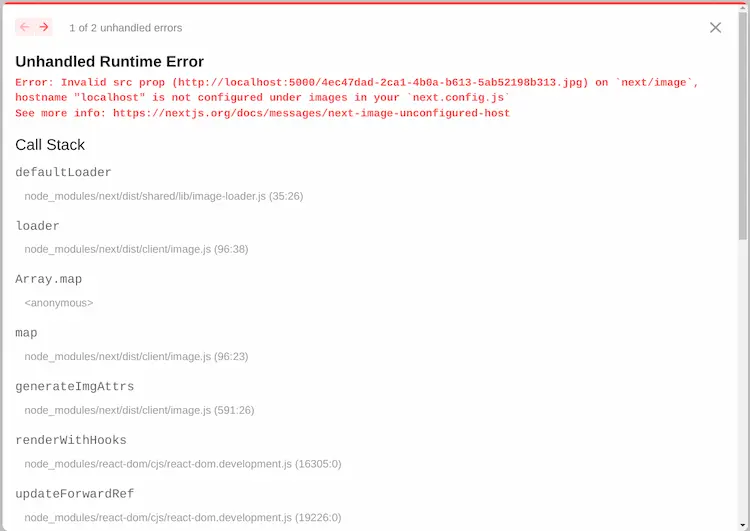 1 of 2 unhandled errors
Unhandled Runtime Error
Error: Invalid src prop (http://localhost:5000/4ec47dad-2ca1-4b0a-b613-5ab52198b313.jpg) on `next/image`,
hostname "localhost" is not configured under images in your `next.config.js`
See more info: https://nextjs.org/docs/messages/next-image-unconfigured-host
Call Stack
defaultLoader
node_modules/next/dist/shared/lib/image-loader.js (35:26)
loader
node_modules/next/dist/client/image.js (96:38)
Array.map
<anonymous>
map
node_modules/next/dist/client/image.js (96:23)
generateImgAttrs
node_modules/next/dist/client/image.js (591:26)
renderWithHooks
node_modules/react-dom/cjs/react-dom.development.js (16305:0)
updateForwardRef
node_modules/react-dom/cjs/react-dom.development.js (19226:0)